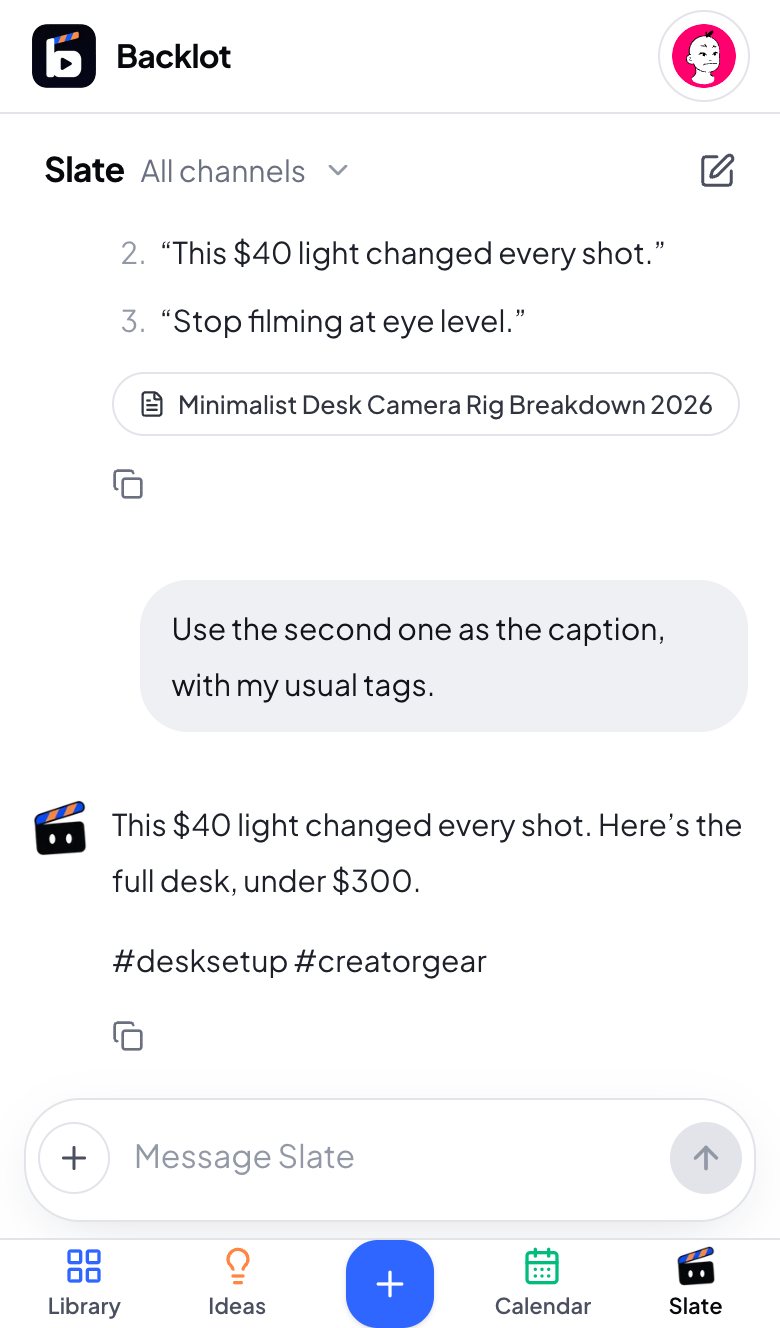 Backlot
Slate All channels
2. “This $40 light changed every shot.”
3. “Stop filming at eye level.”
Minimalist Desk Camera Rig Breakdown 2026
Use the second one as the caption,
with my usual tags.
This $40 light changed every shot. Here’s the
full desk, under $300.
#desksetup #creatorgear
Message Slate
Library Ideas Calendar Slate